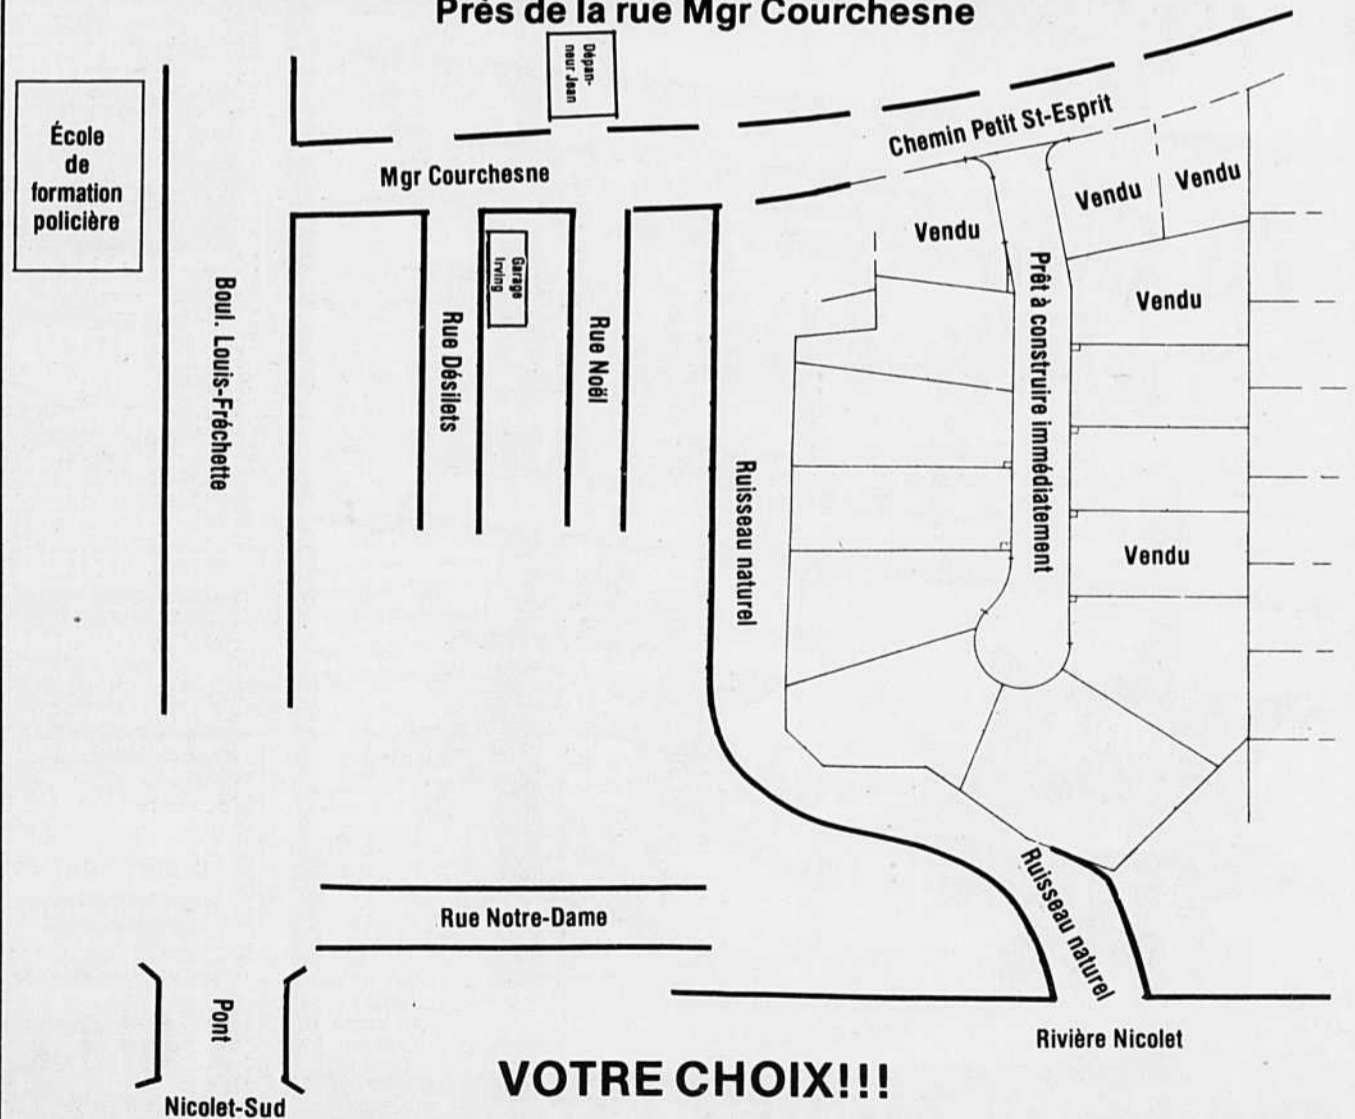 Près de la rue Mgr Courchesne
Dépan-
neur Jean
École
de
formation
policière
Mgr Courchesne
Chemin Petit St-Esprit
Vendu
Vendu
Vendu
Vendu
Garage
Irving
Boul. Louis-Fréchette
Rue Désilets
Rue Noël
Ruisseau naturel
Prêt à construire immédiatement
Vendu
Ruisseau naturel
Rue Notre-Dame
Pont
Rivière Nicolet
VOTRE CHOIX!!!
Nicolet-Sud